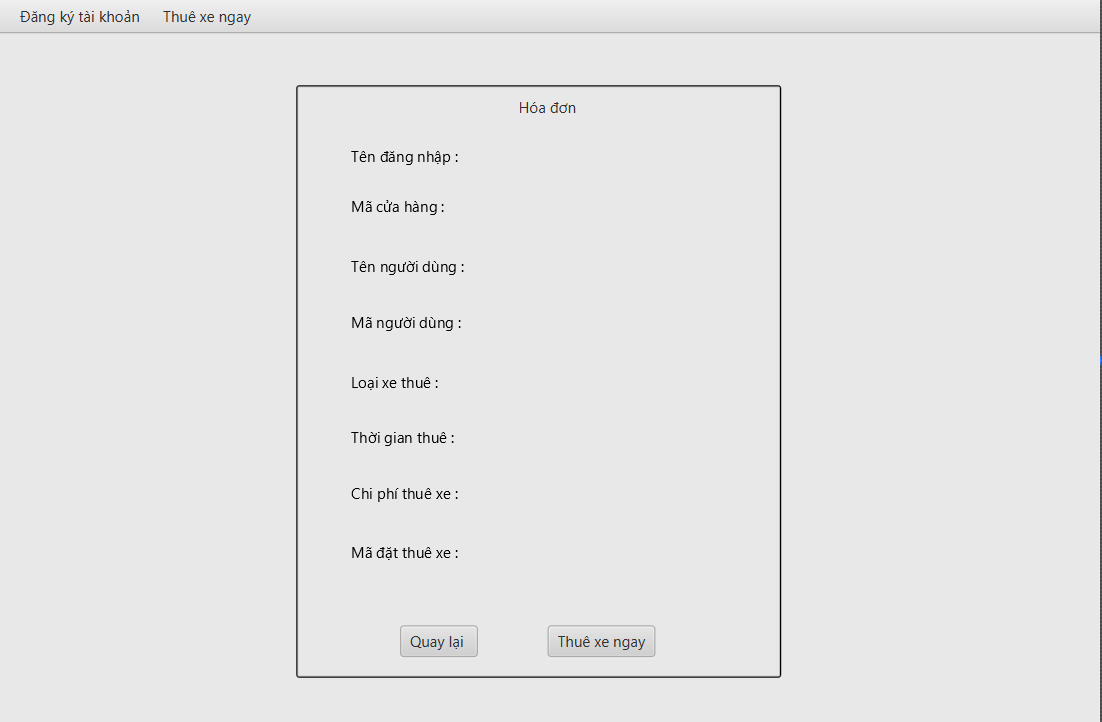 Đăng ký tài khoản Thuê xe ngay
Hóa đơn
Tên đăng nhập :
Mã cửa hàng :
Tên người dùng :
Mã người dùng :
Loại xe thuê :
Thời gian thuê :
Chi phí thuê xe :
Mã đặt thuê xe :
Quay lại Thuê xe ngay